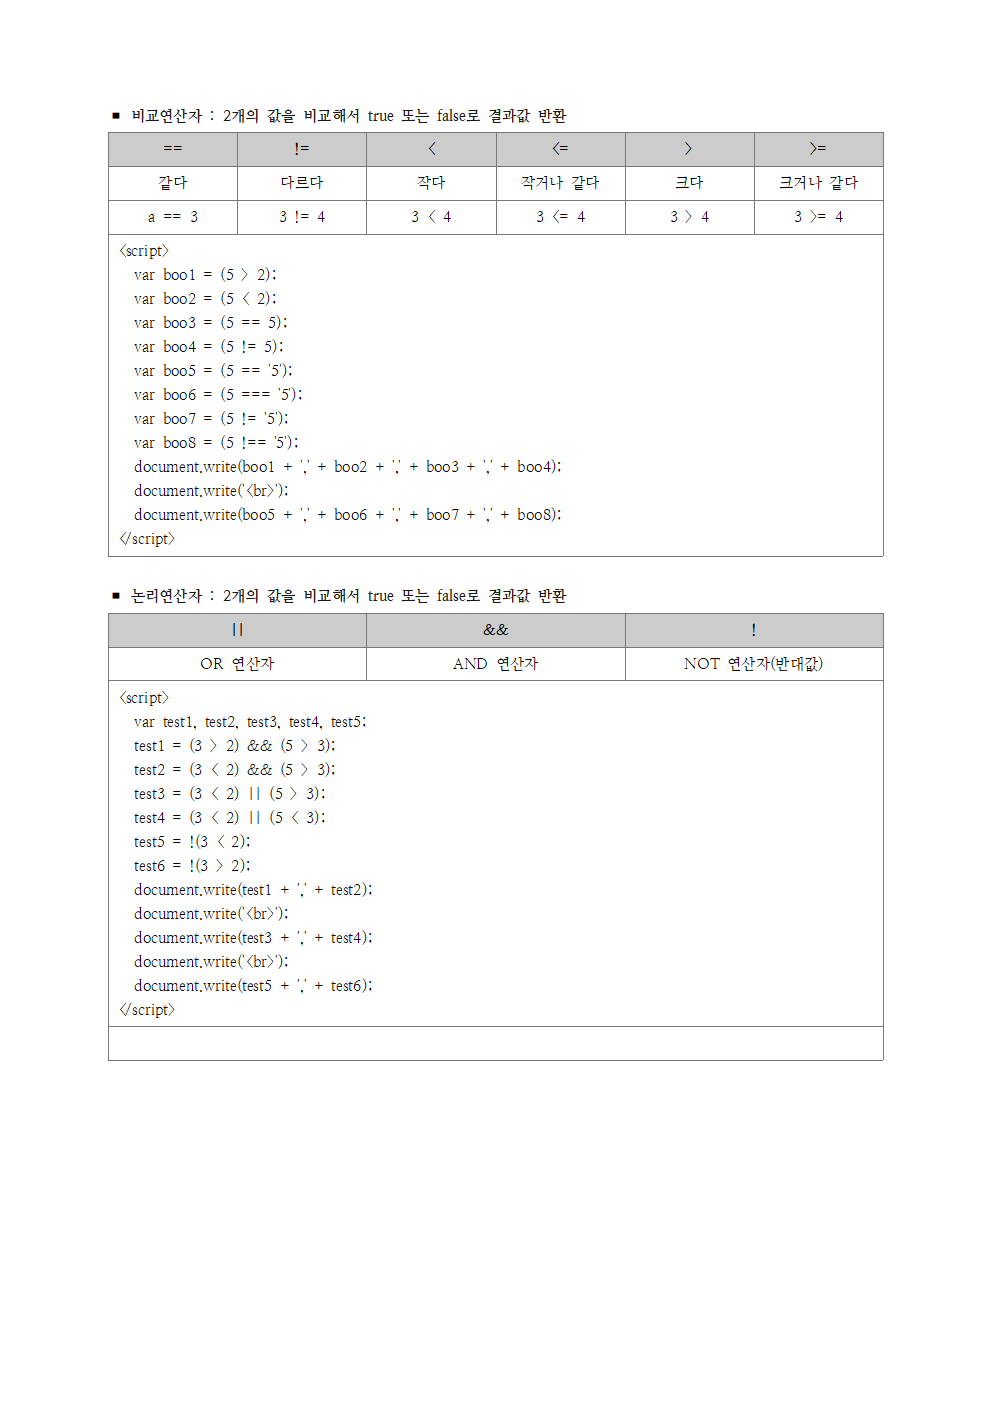 ■ 비교연산자 : 2개의 값을 비교해서 true 또는 false로 결과값 반환
== != < <= > >=
같다 다르다 작다 작거나 같다 크다 크거나 같다
a == 3 3 != 4 3 < 4 3 <= 4 3 > 4 3 >= 4
<script>
var boo1 = (5 > 2);
var boo2 = (5 < 2);
var boo3 = (5 == 5);
var boo4 = (5 != 5);
var boo5 = (5 == '5');
var boo6 = (5 === '5');
var boo7 = (5 != '5');
var boo8 = (5 !== '5');
document.write(boo1 + ',' + boo2 + ',' + boo3 + ',' + boo4);
document.write('<br>');
document.write(boo5 + ',' + boo6 + ',' + boo7 + ',' + boo8);
</script>
■ 논리연산자 : 2개의 값을 비교해서 true 또는 false로 결과값 반환
|| && !
OR 연산자 AND 연산자 NOT 연산자(반대값)
<script>
var test1, test2, test3, test4, test5;
test1 = (3 > 2) && (5 > 3);
test2 = (3 < 2) && (5 > 3);
test3 = (3 < 2) || (5 > 3);
test4 = (3 < 2) || (5 < 3);
test5 = !(3 < 2);
test6 = !(3 > 2);
document.write(test1 + ',' + test2);
document.write('<br>');
document.write(test3 + ',' + test4);
document.write('<br>');
document.write(test5 + ',' + test6);
</script>